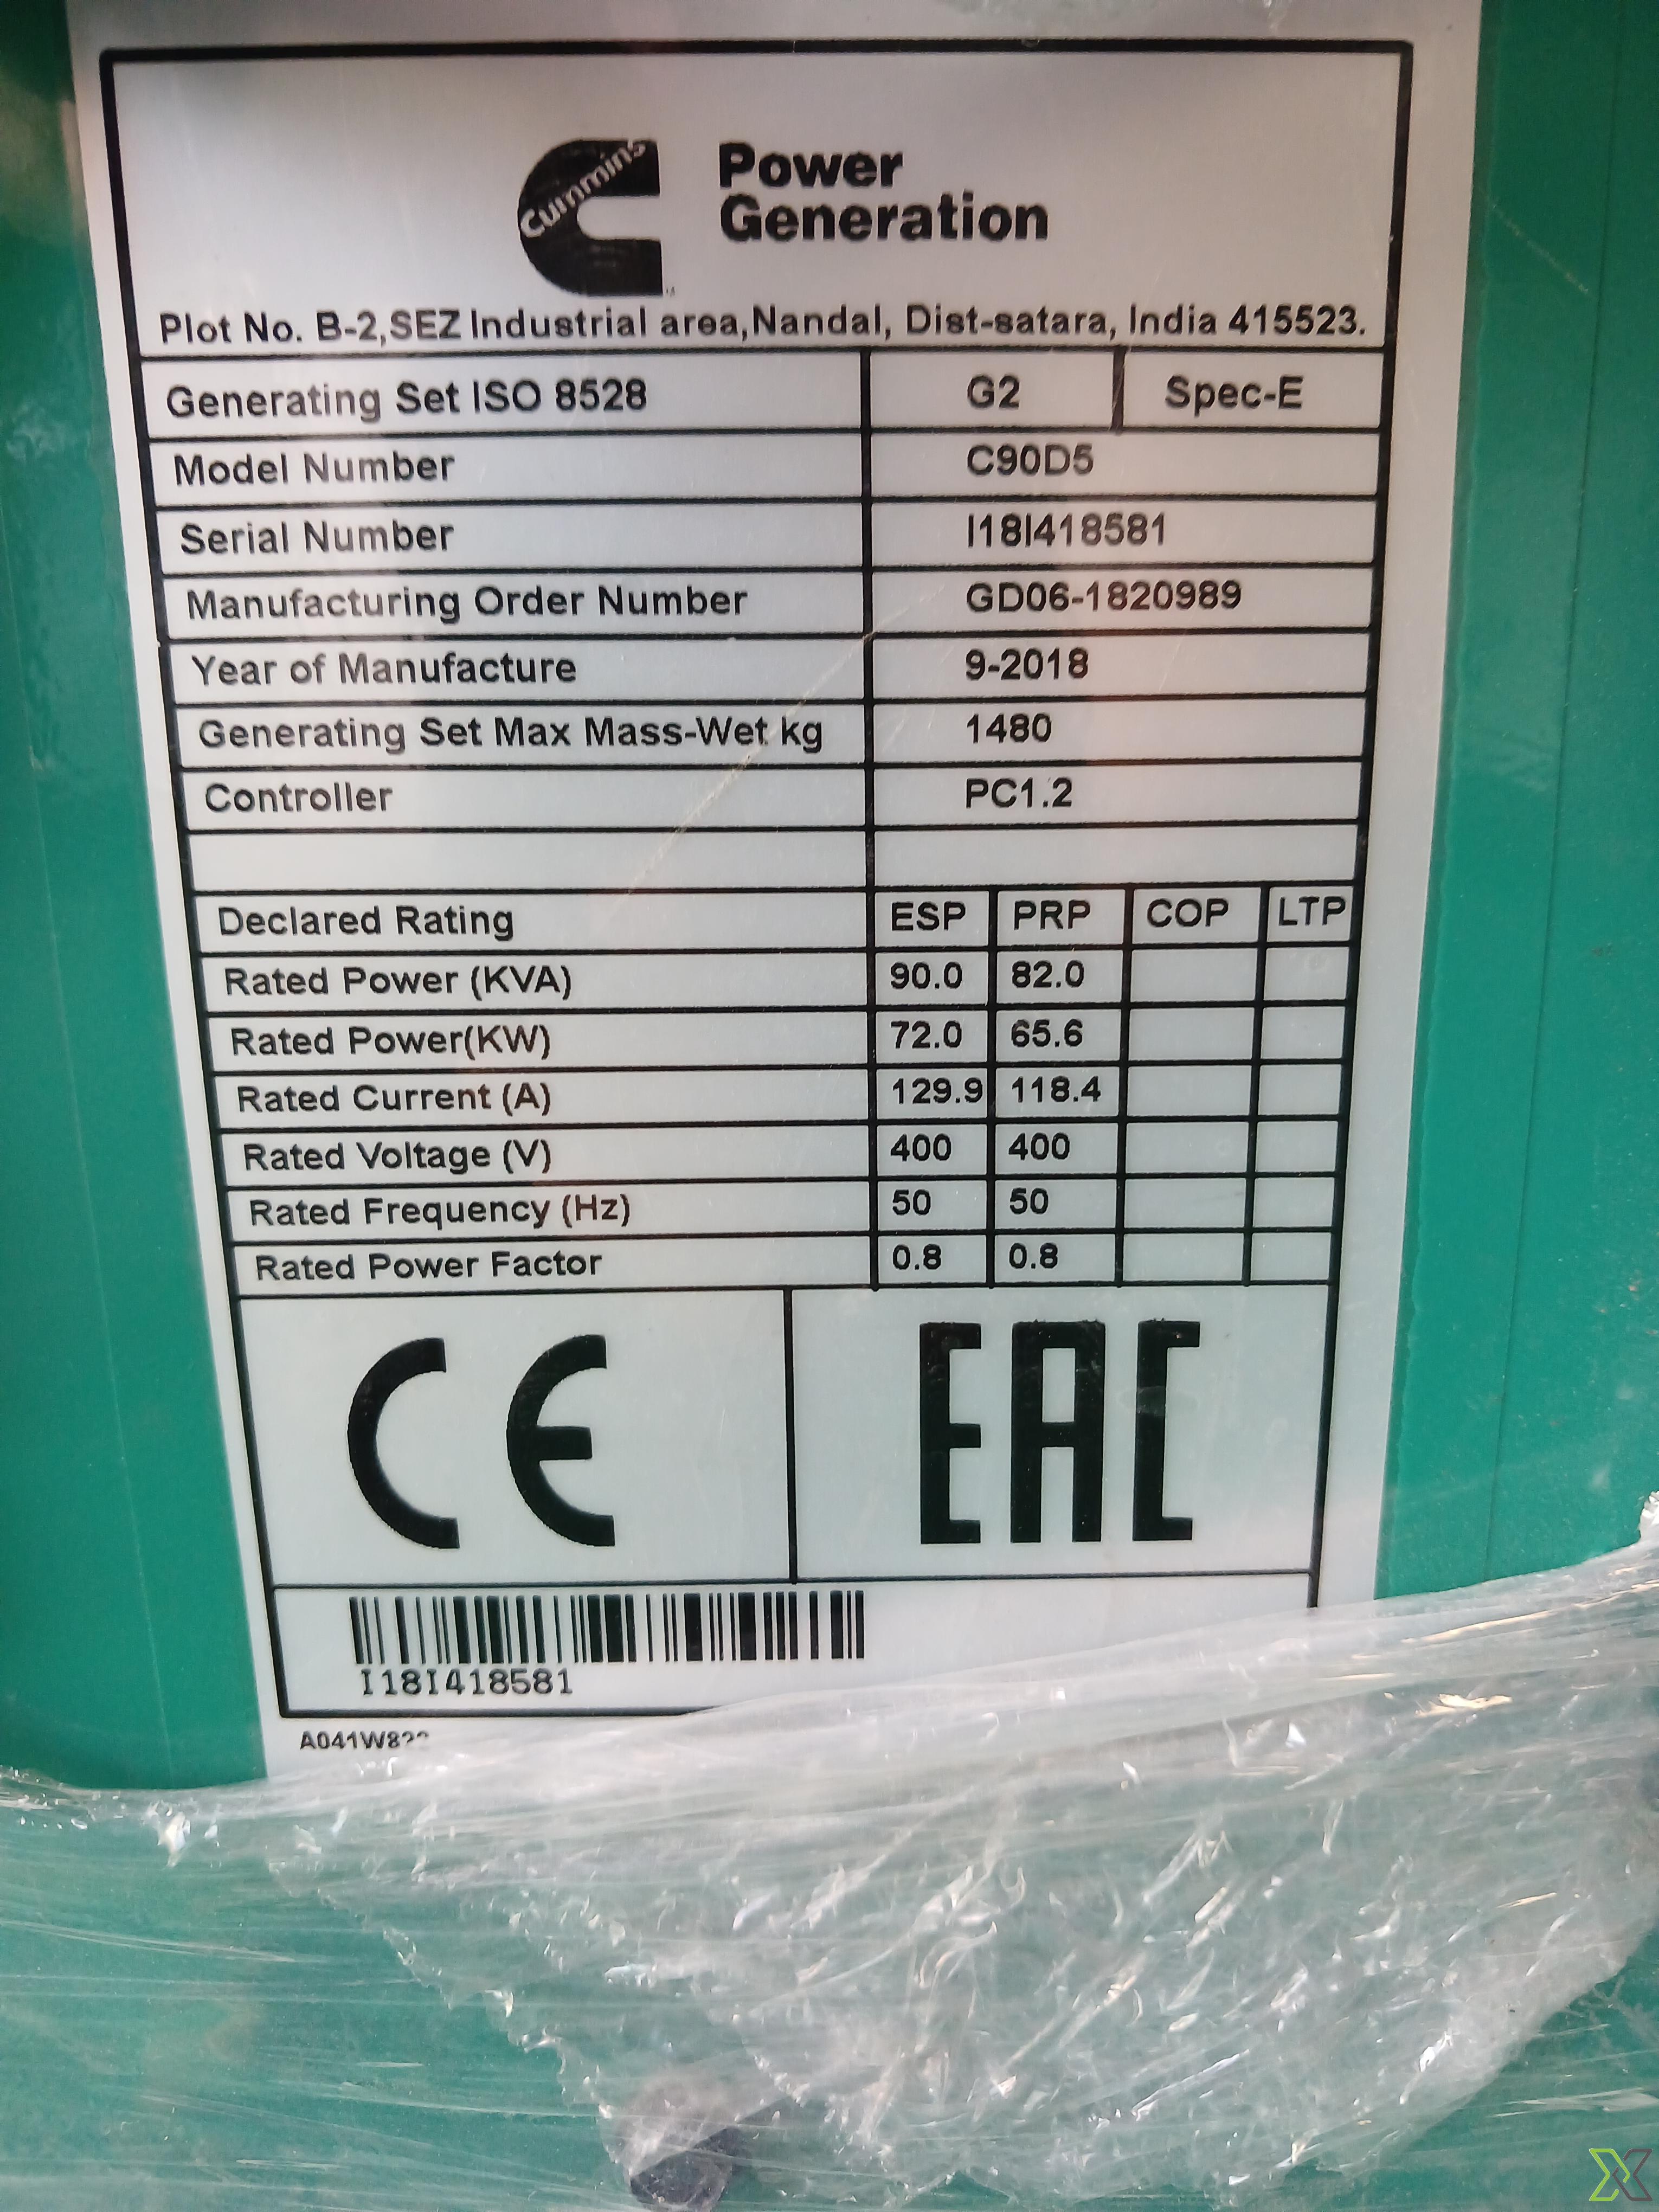 Cummins
Power
Generation
Plot No. B-2,SEZ Industrial area,Nandal, Dist-satara, India 415523.
Generating Set ISO 8528 G2 Spec-E
Model Number C90D5
Serial Number I18I418581
Manufacturing Order Number GD06-1820989
Year of Manufacture 9-2018
Generating Set Max Mass-Wet kg 1480
Controller PC1.2
Declared Rating ESP PRP COP LTP
Rated Power (KVA) 90.0 82.0
Rated Power(KW) 72.0 65.6
Rated Current (A) 129.9 118.4
Rated Voltage (V) 400 400
Rated Frequency (Hz) 50 50
Rated Power Factor 0.8 0.8
CE EAC
I18I418581